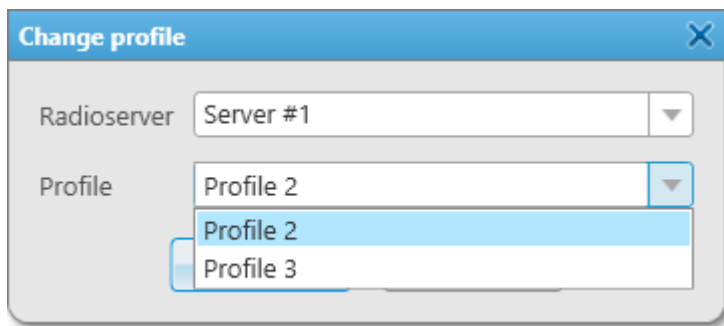 Change profile
Radioserver Server #1
Profile Profile 2
Profile 2
Profile 3